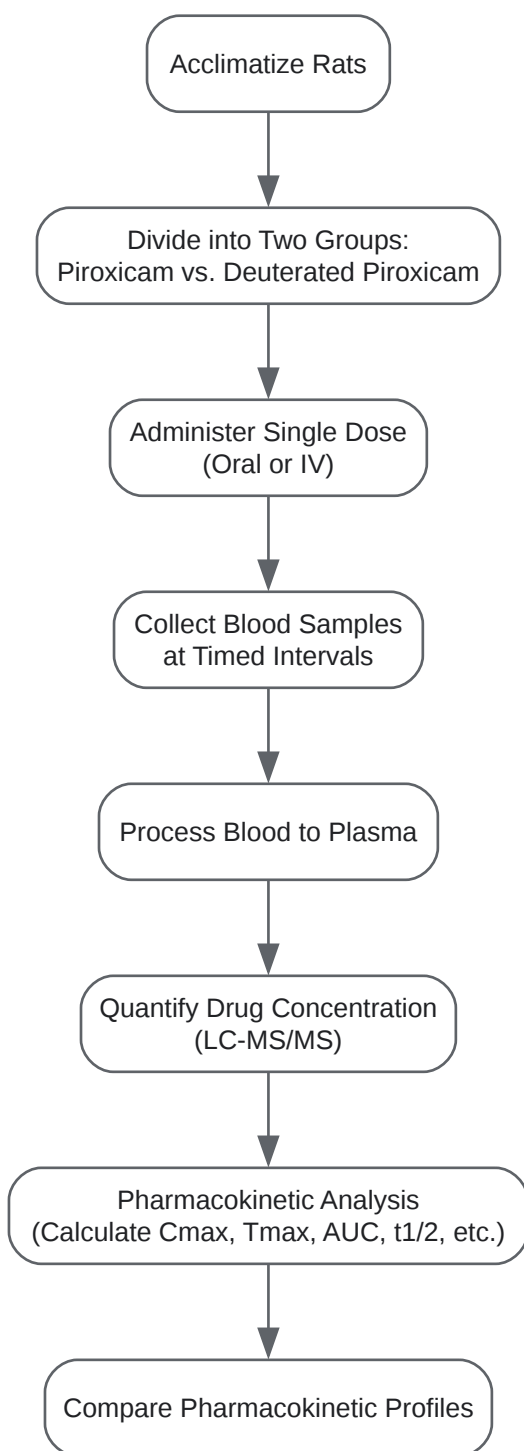 Acclimatize Rats
Divide into Two Groups:
Piroxicam vs. Deuterated Piroxicam
Administer Single Dose
(Oral or IV)
Collect Blood Samples
at Timed Intervals
Process Blood to Plasma
Quantify Drug Concentration
(LC-MS/MS)
Pharmacokinetic Analysis
(Calculate Cmax, Tmax, AUC, t1/2, etc.)
Compare Pharmacokinetic Profiles